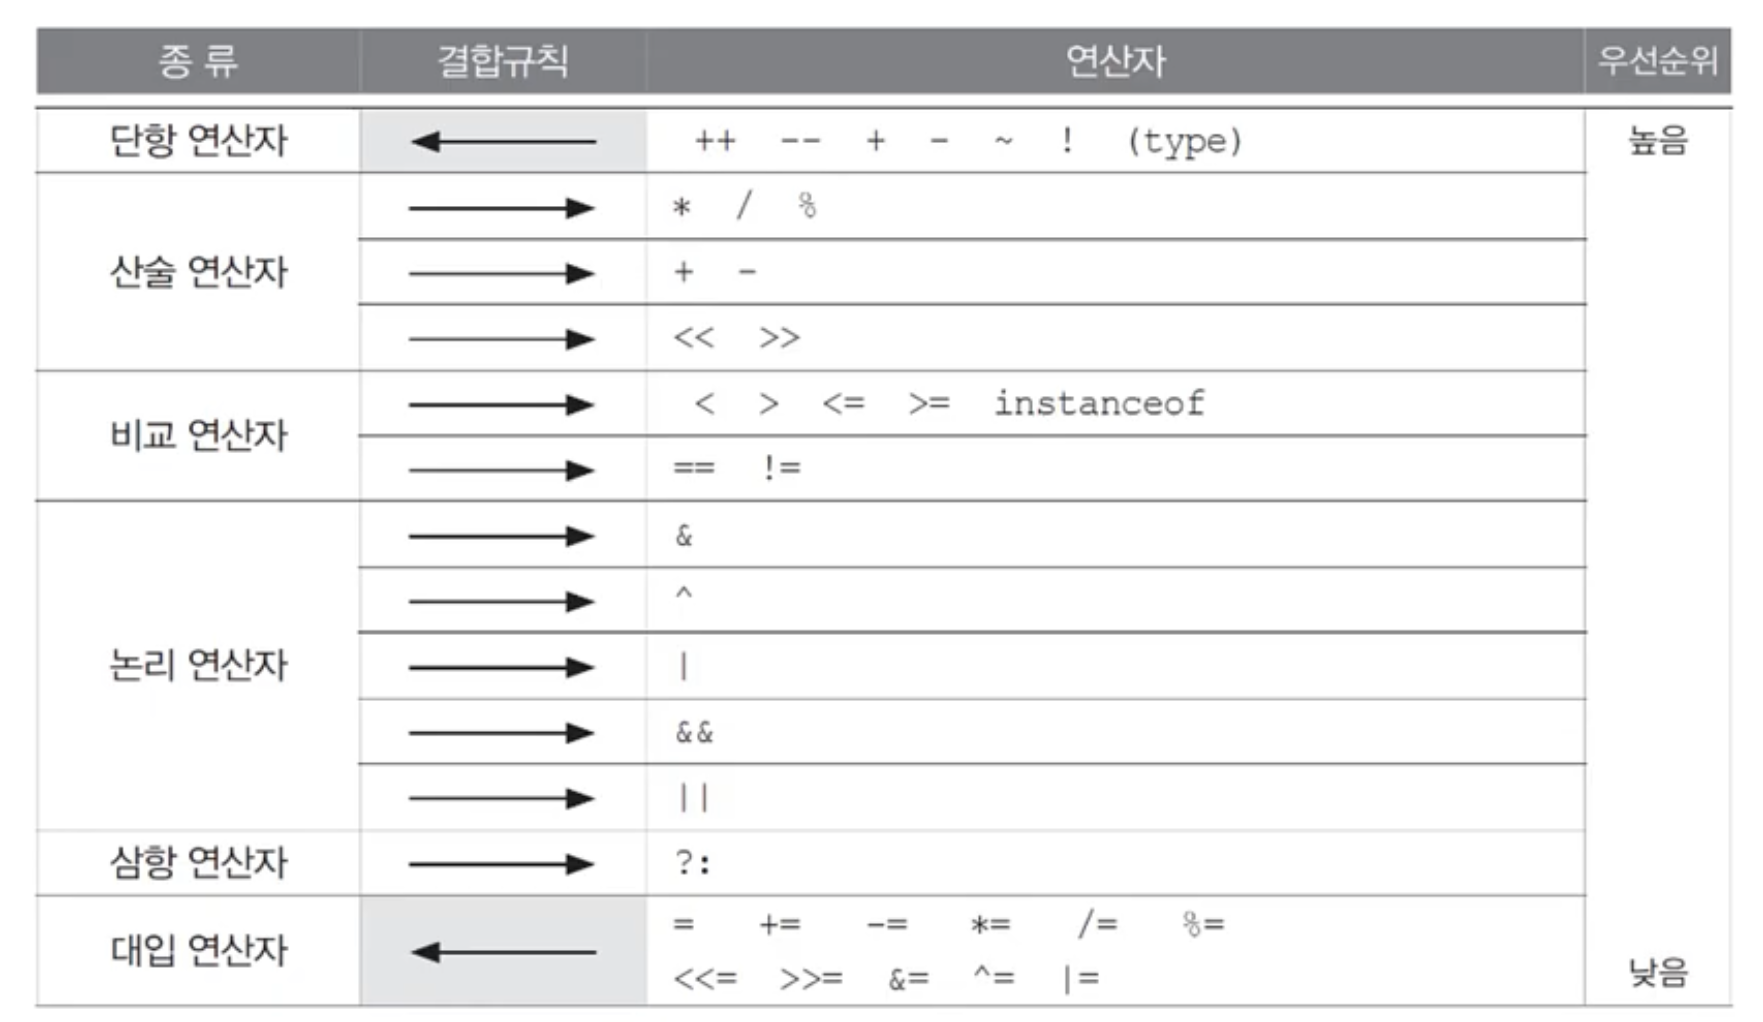 종 류 결합규칙 연산자 우선순위
단항 연산자 ++ -- + - ~ ! (type) 높음
* / %
산술 연산자 + -
<< >>
비교 연산자 < > <= >= instanceof
== !=
&
^
논리 연산자 |
&&
||
삼항 연산자 ?:
대입 연산자 = += -= *= /= %=
<<= >>= &= ^= |= 낮음